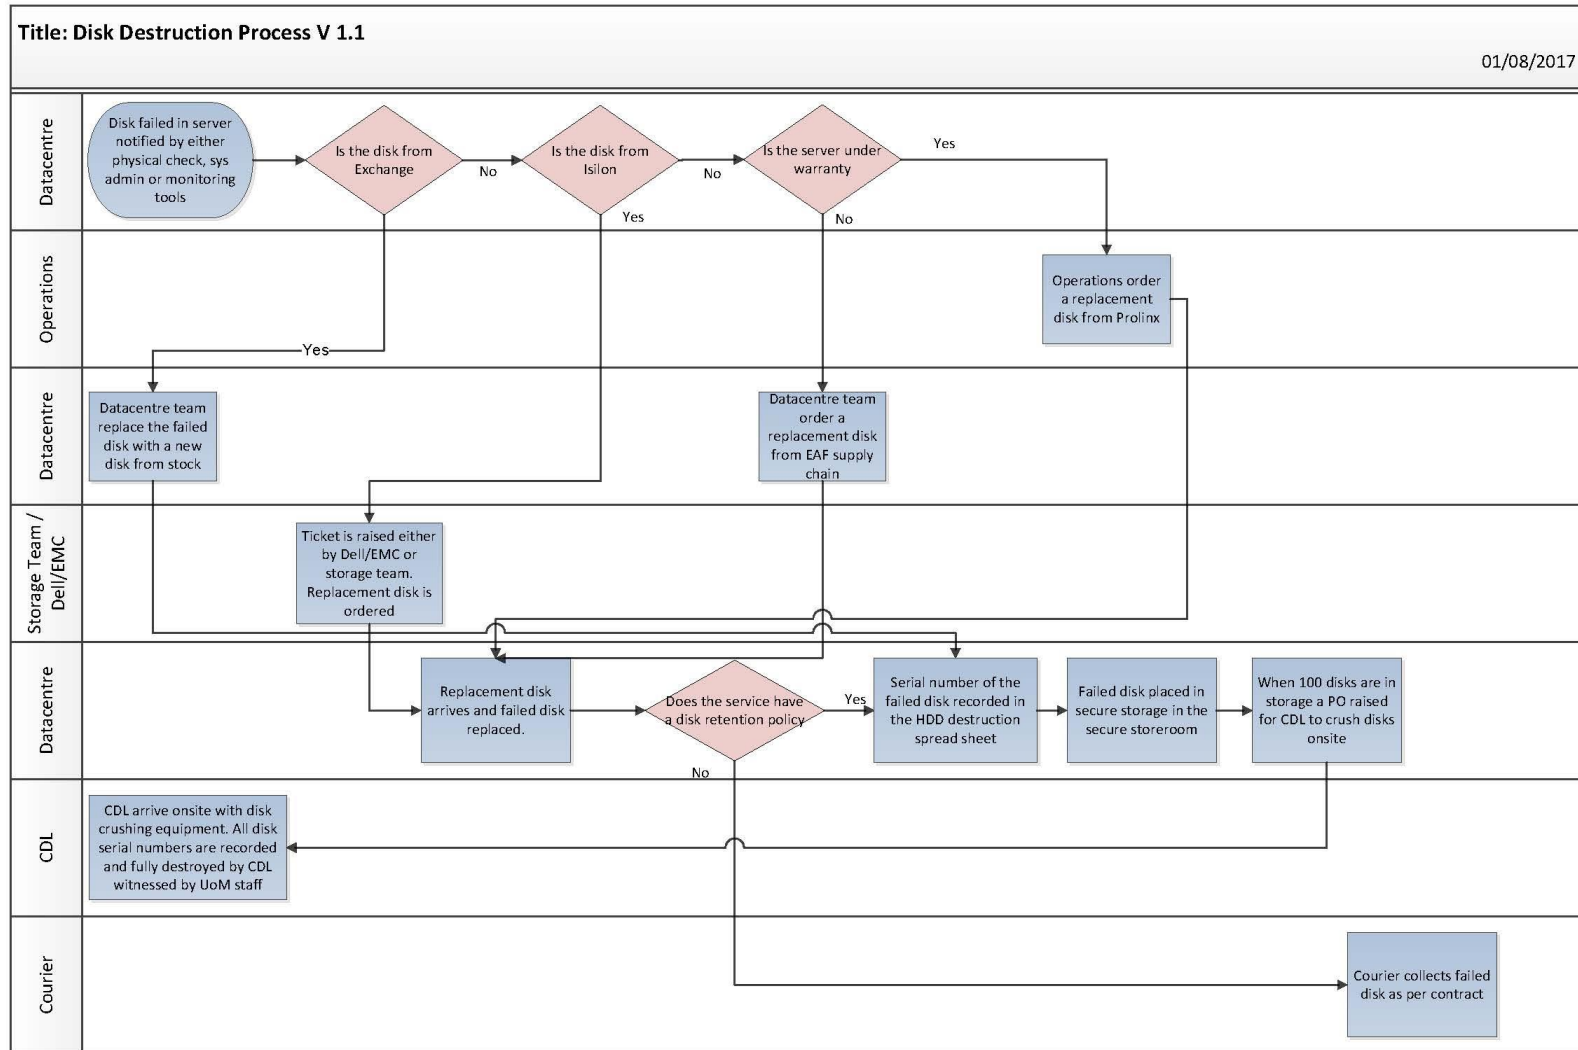 Title: Disk Destruction Process V 1.1
01/08/2017
Datacentre
Disk failed in server
notified by either
physical check, sys
admin or monitoring
tools
Is the disk from
Exchange
No
Is the disk from
Isilon
No
Is the server under
warranty
Yes
Yes
No
Operations
Operations order
a replacement
disk from Prolinx
Yes
Datacentre
Datacentre team
replace the failed
disk with a new
disk from stock
Datacentre team
order a
replacement disk
from EAF supply
chain
Storage Team /
Dell/EMC
Ticket is raised either
by Dell/EMC or
storage team.
Replacement disk is
ordered
Datacentre
Replacement disk
arrives and failed disk
replaced.
Does the service have
a disk retention policy
Yes
No
Serial number of the
failed disk recorded in
the HDD destruction
spread sheet
Failed disk placed in
secure storage in the
secure storeroom
When 100 disks are in
storage a PO raised
for CDL to crush disks
onsite
CDL
CDL arrive onsite with disk
crushing equipment. All disk
serial numbers are recorded
and fully destroyed by CDL
witnessed by UoM staff
Courier
Courier collects failed
disk as per contract